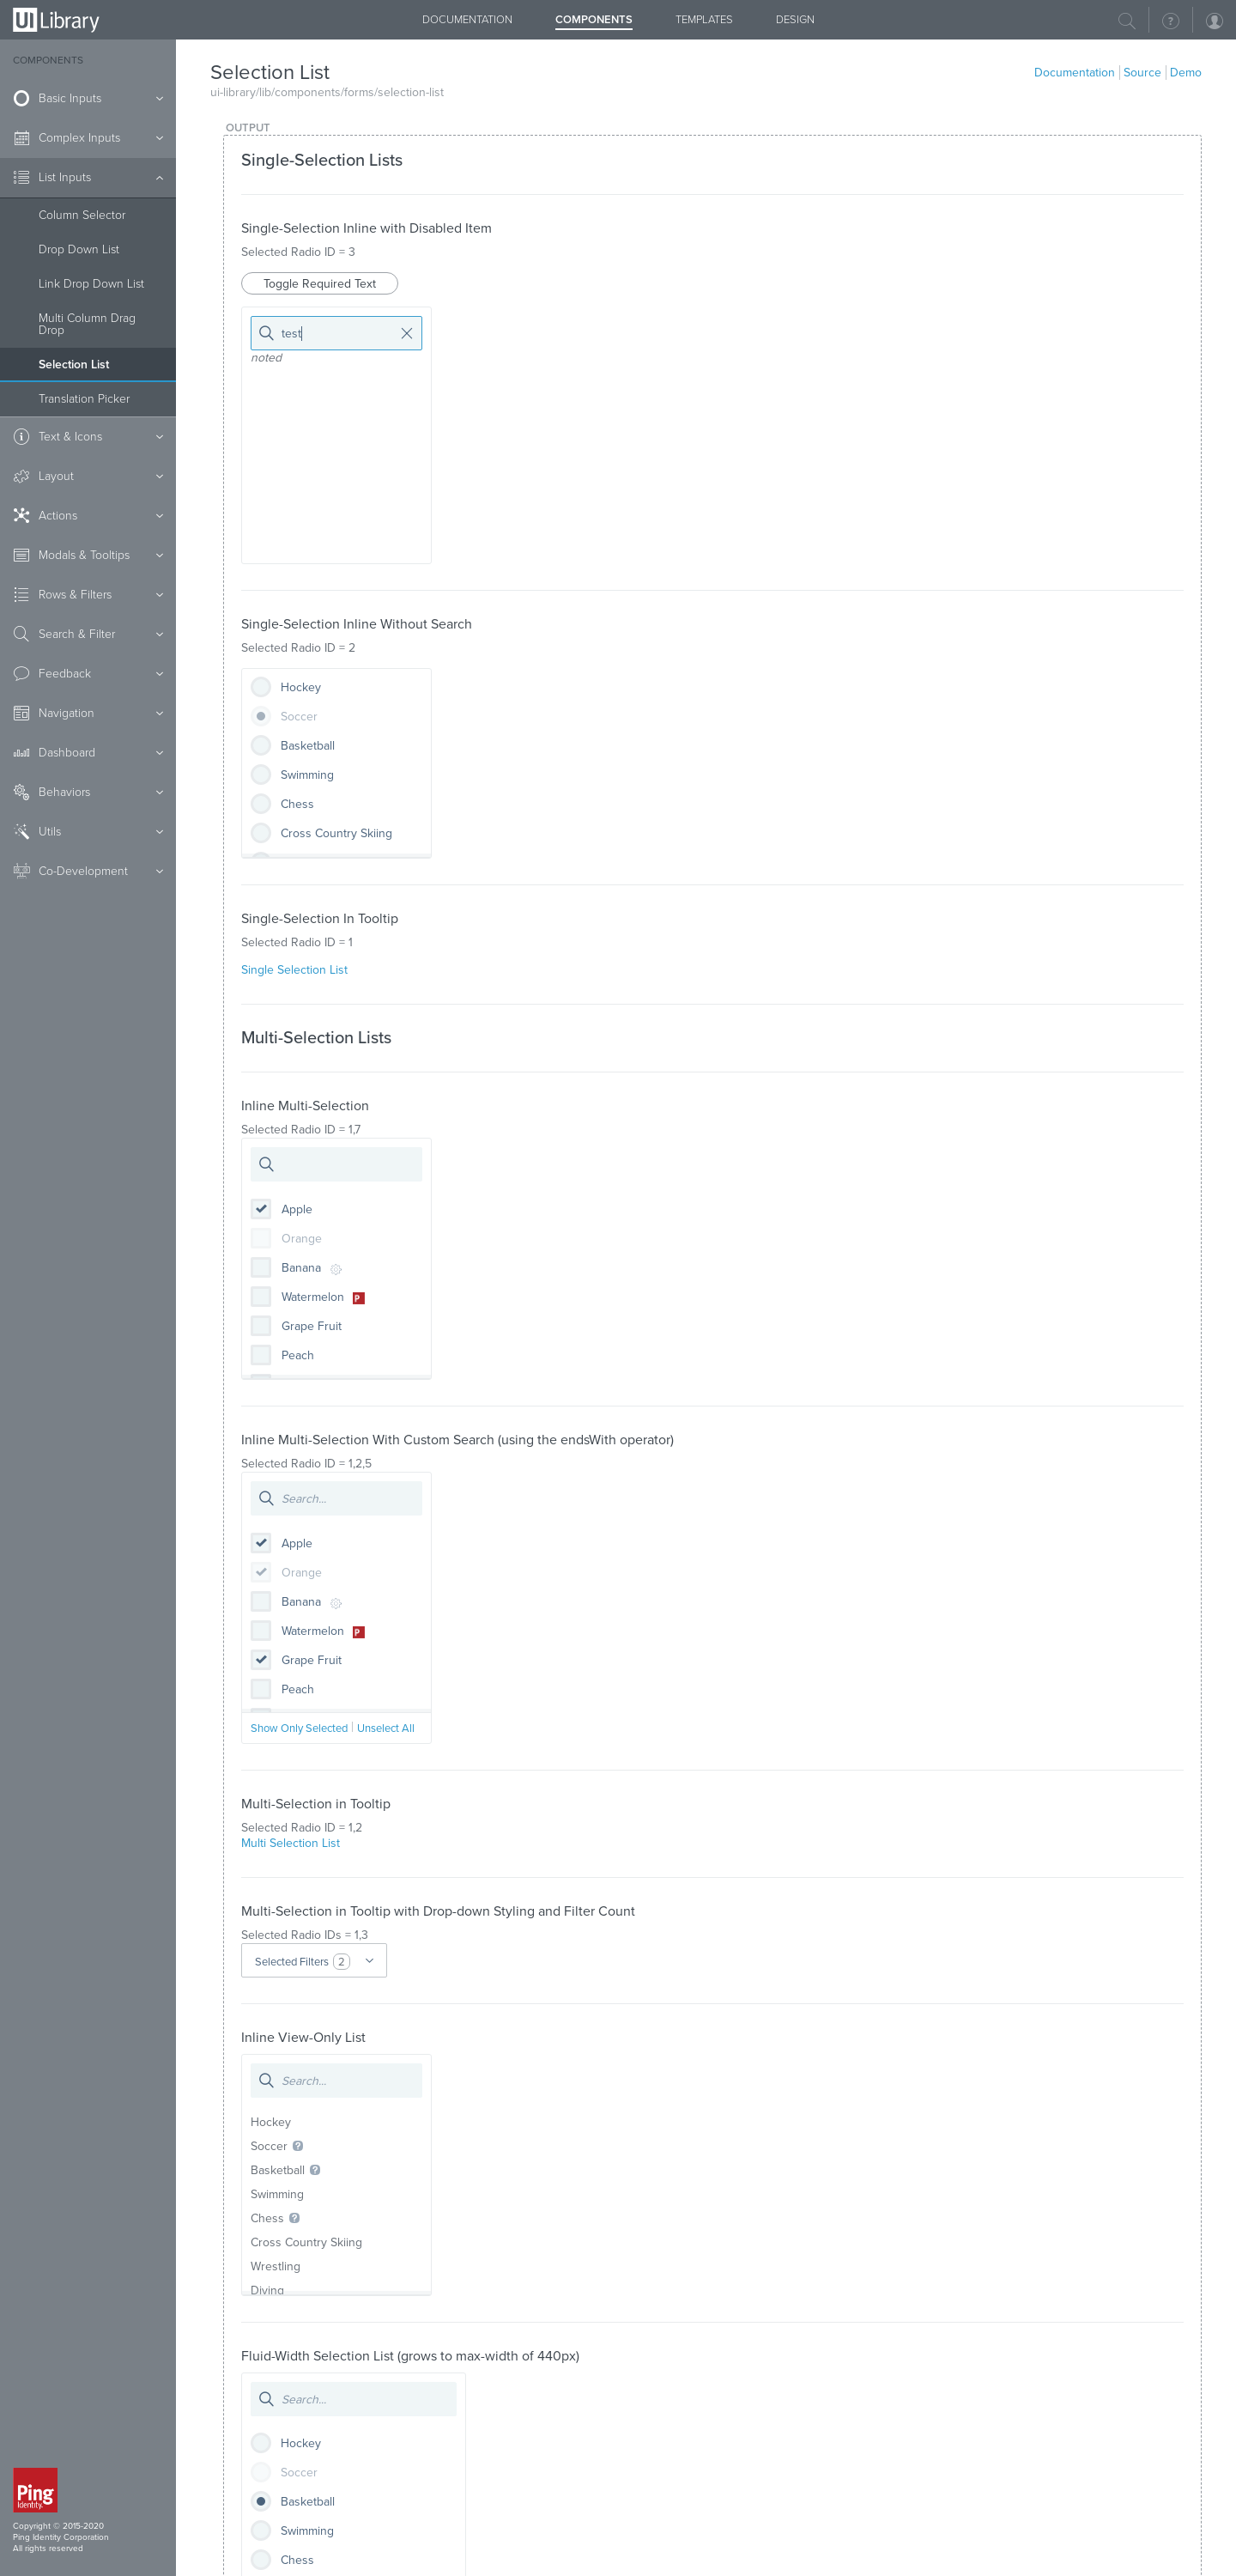 UI Library
DOCUMENTATION
COMPONENTS
TEMPLATES
DESIGN
COMPONENTS
Basic Inputs
Complex Inputs
List Inputs
Column Selector
Drop Down List
Link Drop Down List
Multi Column Drag
Drop
Selection List
Translation Picker
Text & Icons
Layout
Actions
Modals & Tooltips
Rows & Filters
Search & Filter
Feedback
Navigation
Dashboard
Behaviors
Utils
Co-Development
Ping
Identity.
Copyright © 2015-2020
Ping Identity Corporation
All rights reserved
Selection List
Documentation | Source | Demo
ui-library/lib/components/forms/selection-list
OUTPUT
Single-Selection Lists
Single-Selection Inline with Disabled Item
Selected Radio ID = 3
Toggle Required Text
test
noted
Single-Selection Inline Without Search
Selected Radio ID = 2
Hockey
Soccer
Basketball
Swimming
Chess
Cross Country Skiing
Single-Selection In Tooltip
Selected Radio ID = 1
Single Selection List
Multi-Selection Lists
Inline Multi-Selection
Selected Radio ID = 1,7
Apple
Orange
Banana
Watermelon P
Grape Fruit
Peach
Inline Multi-Selection With Custom Search (using the endsWith operator)
Selected Radio ID = 1,2,5
Search...
Apple
Orange
Banana
Watermelon P
Grape Fruit
Peach
Show Only Selected | Unselect All
Multi-Selection in Tooltip
Selected Radio ID = 1,2
Multi Selection List
Multi-Selection in Tooltip with Drop-down Styling and Filter Count
Selected Radio IDs = 1,3
Selected Filters 2
Inline View-Only List
Search...
Hockey
Soccer ?
Basketball ?
Swimming
Chess ?
Cross Country Skiing
Wrestling
Diving
Fluid-Width Selection List (grows to max-width of 440px)
Search...
Hockey
Soccer
Basketball
Swimming
Chess